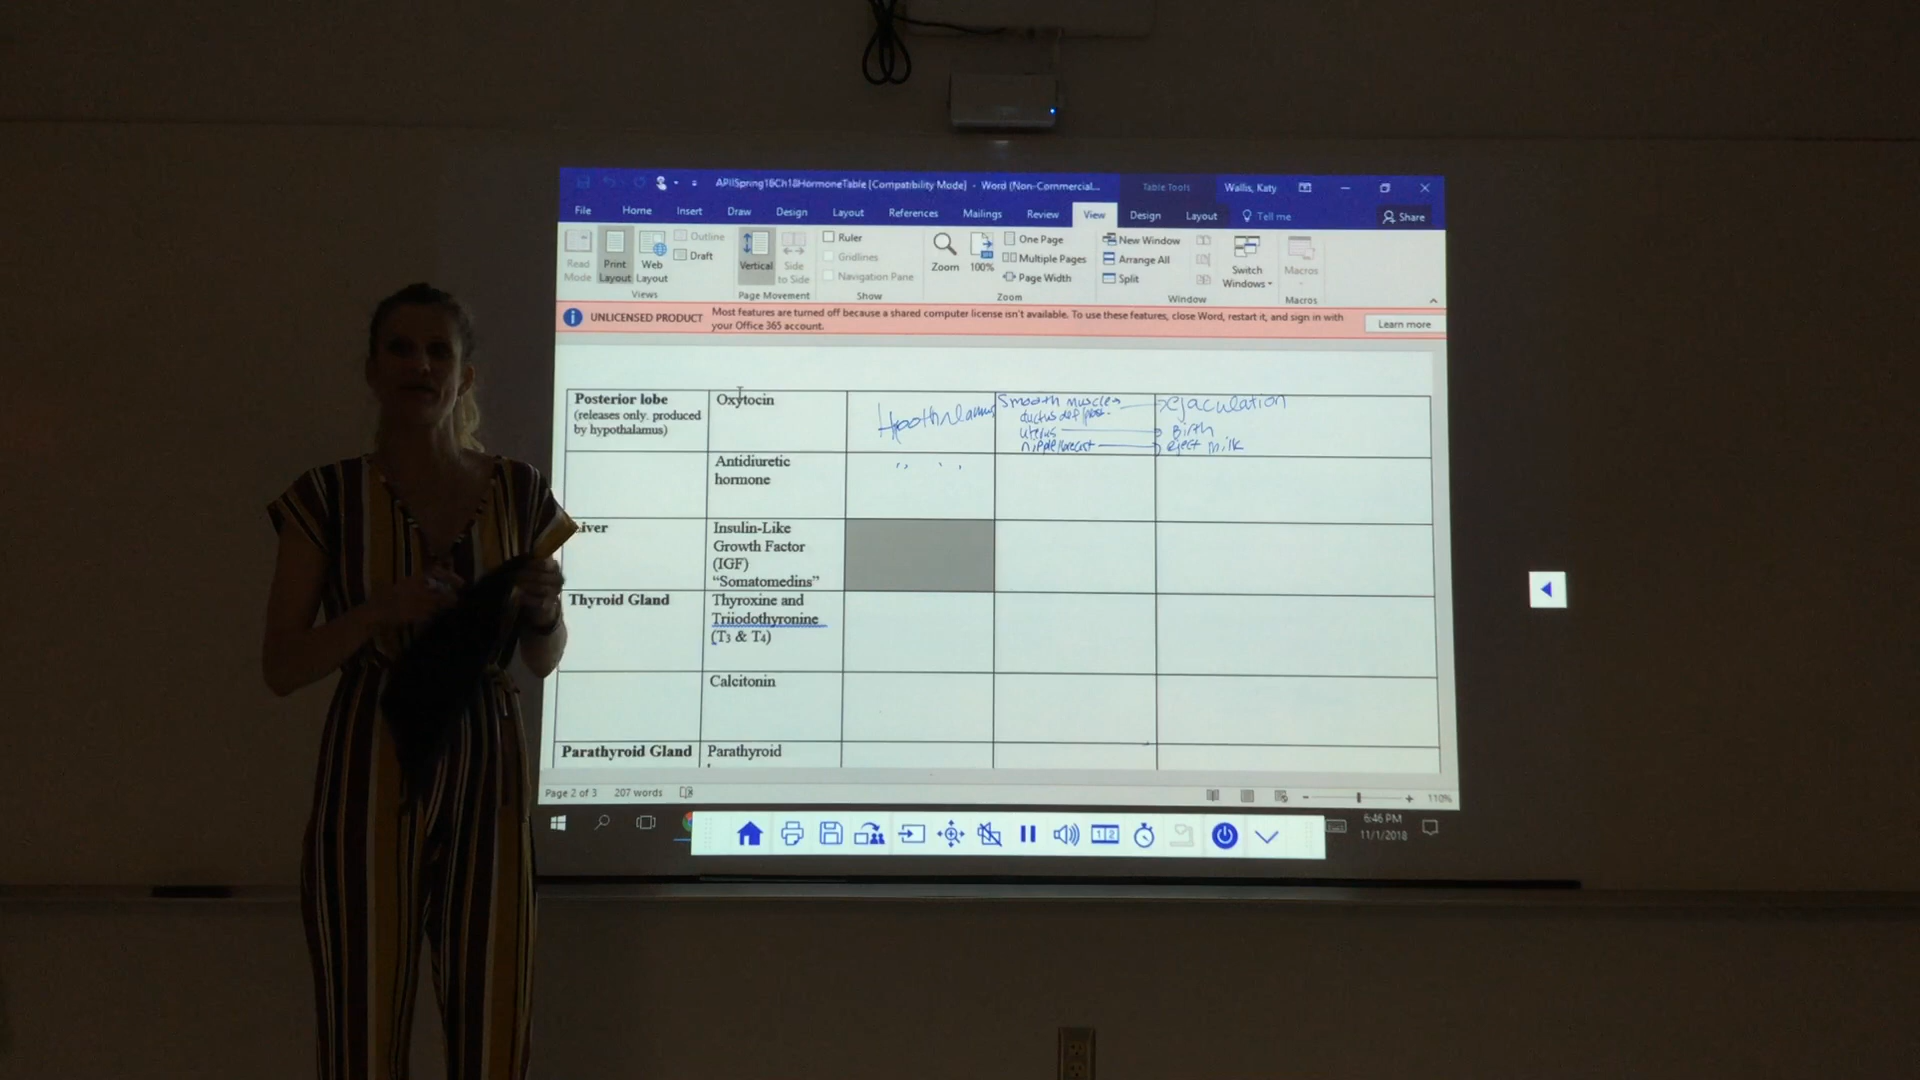 APIISpring16Ch18HormoneTable [Compatibility Mode] - Word (Non-Commercial...
Table Tools
Wallis, Katy
File Home Insert Draw Design Layout References Mailings Review View Design Layout Tell me Share
Read Mode
Print Layout
Web Layout
Outline
Draft
Views
Vertical
Side to Side
Page Movement
Ruler
Gridlines
Navigation Pane
Show
Zoom
100%
One Page
Multiple Pages
Page Width
Zoom
New Window
Arrange All
Split
Switch Windows
Window
Macros
Macros
UNLICENSED PRODUCT
Most features are turned off because a shared computer license isn't available. To use these features, close Word, restart it, and sign in with
your Office 365 account.
Learn more
Posterior lobe
(releases only. produced
by hypothalamus)
Oxytocin
Smooth muscle
uterus
ejaculation
Birth
eject milk
Antidiuretic
hormone
" "
Liver
Insulin-Like
Growth Factor
(IGF)
“Somatomedins”
Thyroid Gland
Thyroxine and
Triiodothyronine
(T3 & T4)
Calcitonin
Parathyroid Gland
Parathyroid
Page 2 of 3 207 words
110%
1 2
6:46 PM
11/1/2018